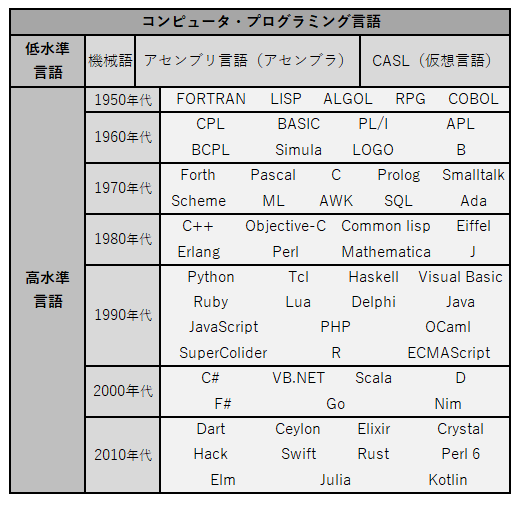 コンピュータ・プログラミング言語
低水準言語 機械語 アセンブリ言語（アセンブラ） CASL（仮想言語）
高水準言語
1950年代 FORTRAN LISP ALGOL RPG COBOL
1960年代 CPL BASIC PL/I APL
BCPL Simula LOGO B
1970年代 Forth Pascal C Prolog Smalltalk
Scheme ML AWK SQL Ada
1980年代 C++ Objective-C Common lisp Eiffel
Erlang Perl Mathematica J
1990年代 Python Tcl Haskell Visual Basic
Ruby Lua Delphi Java
JavaScript PHP OCaml
SuperColider R ECMAScript
2000年代 C# VB.NET Scala D
F# Go Nim
2010年代 Dart Ceylon Elixir Crystal
Hack Swift Rust Perl 6
Elm Julia Kotlin